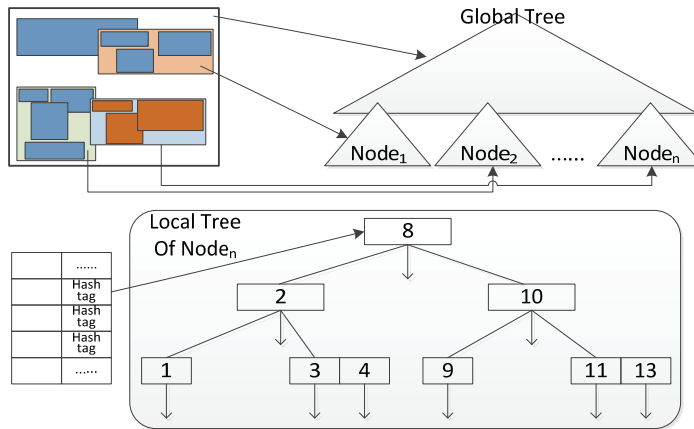 Global Tree
Node₁ Node₂ ...... Nodeₙ
Local Tree
Of Nodeₙ
8
......
Hash
tag
2 10
Hash
tag
Hash
tag
......
1 3 4 9 11 13